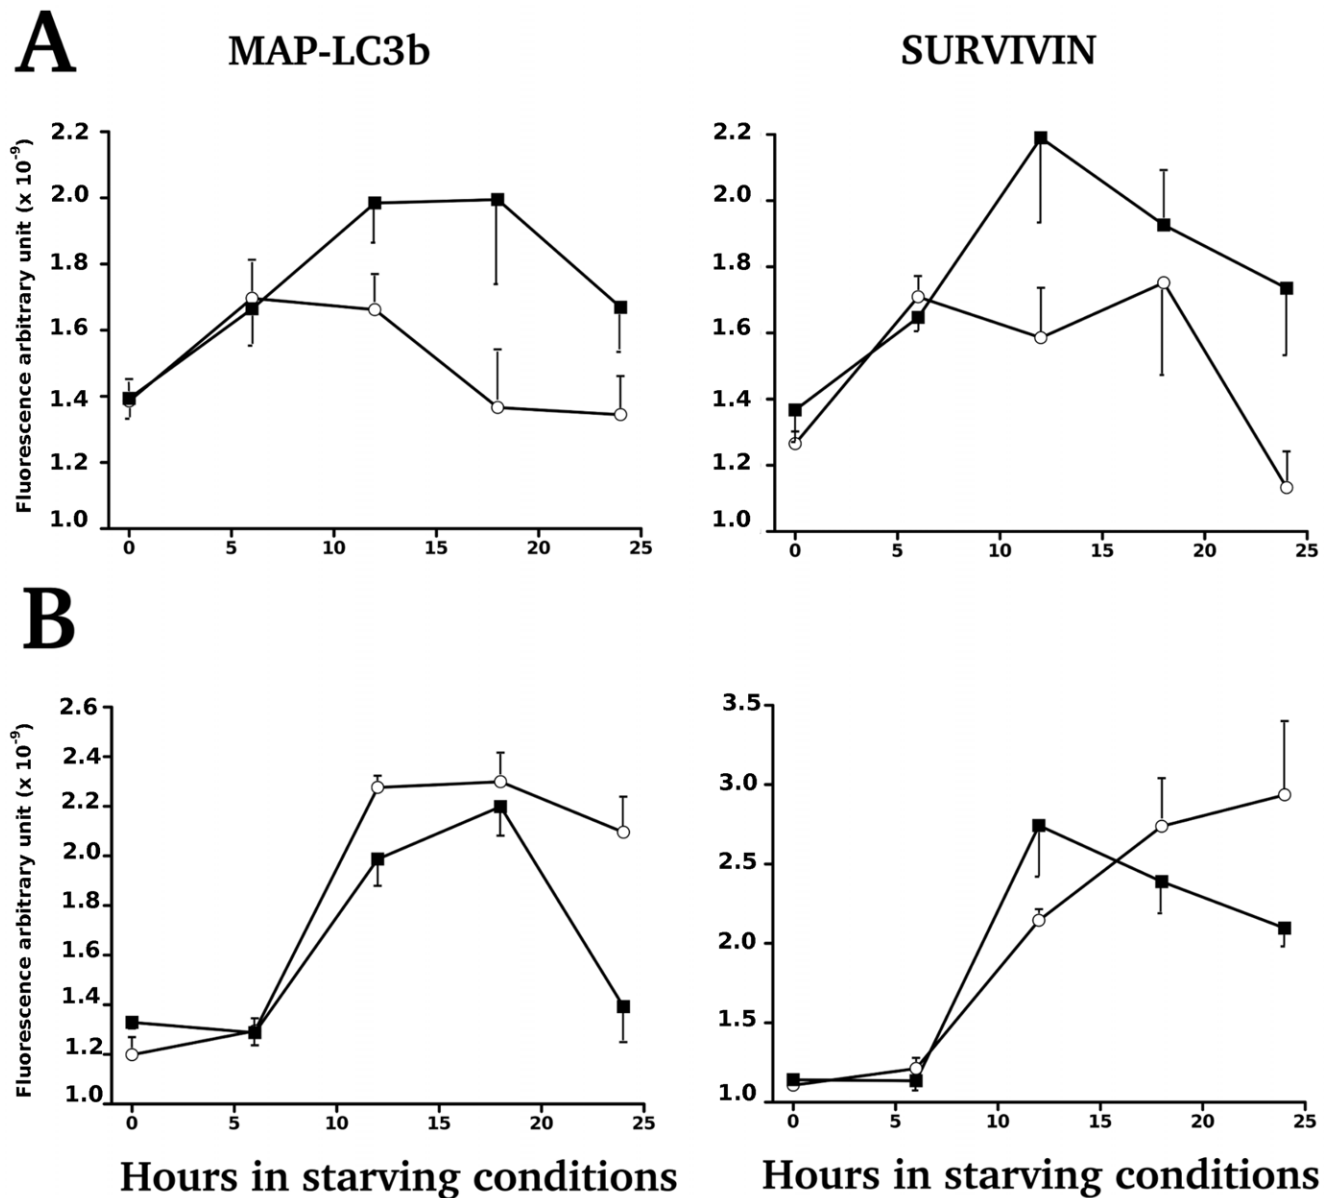 A
MAP-LC3b
SURVIVIN
Fluorescence arbitrary unit (x 10-9)
2.2
2.0
1.8
1.6
1.4
1.2
1.0
0 5 10 15 20 25
2.2
2.0
1.8
1.6
1.4
1.2
1.0
0 5 10 15 20 25
B
Fluorescence arbitrary unit (x 10-9)
2.6
2.4
2.2
2.0
1.8
1.6
1.4
1.2
1.0
0 5 10 15 20 25
Hours in starving conditions
3.5
3.0
2.5
2.0
1.5
1.0
0 5 10 15 20 25
Hours in starving conditions